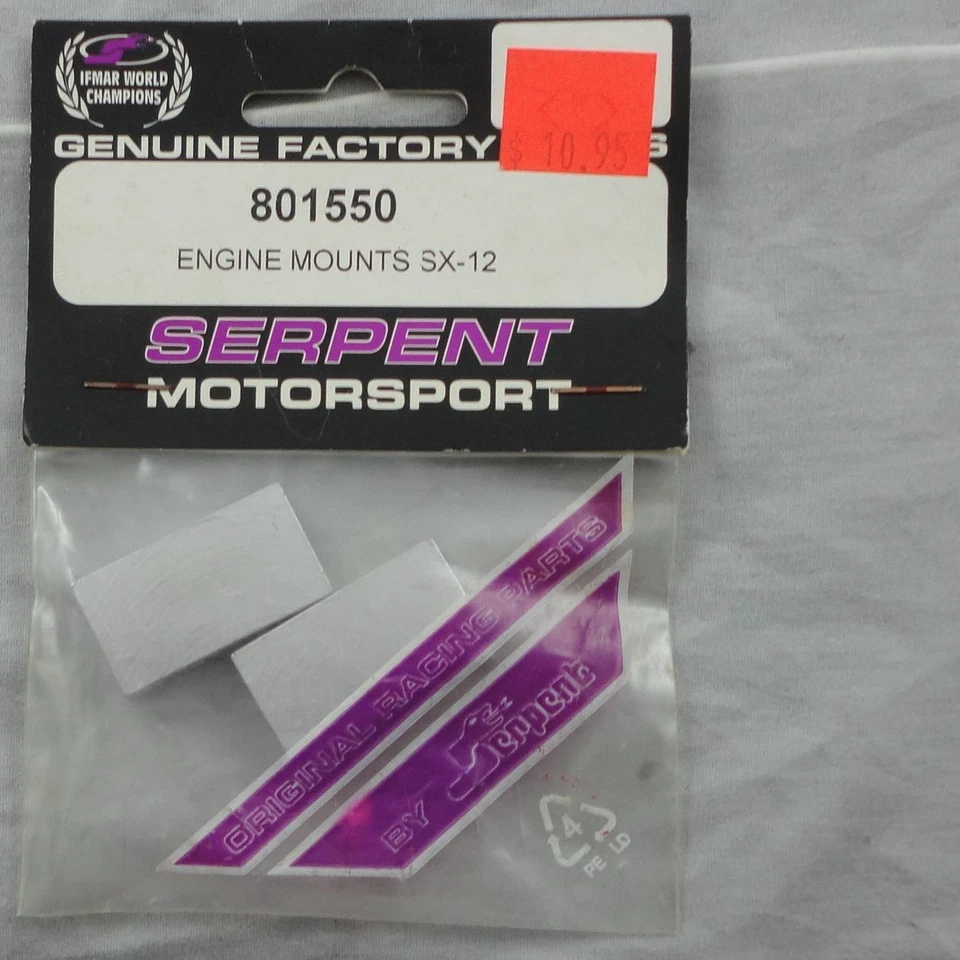 IFMAR WORLD
CHAMPIONS
$ 10.95
GENUINE FACTORY
801550
ENGINE MOUNTS SX-12
SERPENT
MOTORSPORT
ORIGINAL RACING PARTS
BY Serpent
4
PE-LD